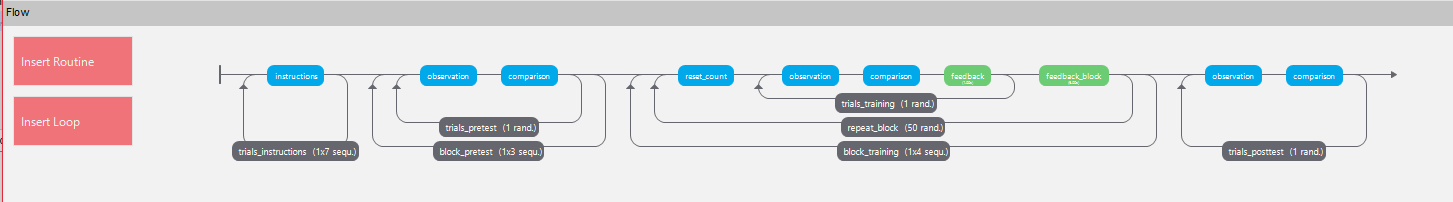 Flow
Insert Routine
Insert Loop
instructions
observation
comparison
reset_count
observation
comparison
feedback
feedback_block
observation
comparison
trials_training (1 rand.)
trials_pretest (1 rand.)
repeat_block (50 rand.)
trials_instructions (1x7 sequ.)
block_pretest (1x3 sequ.)
block_training (1x4 sequ.)
trials_posttest (1 rand.)